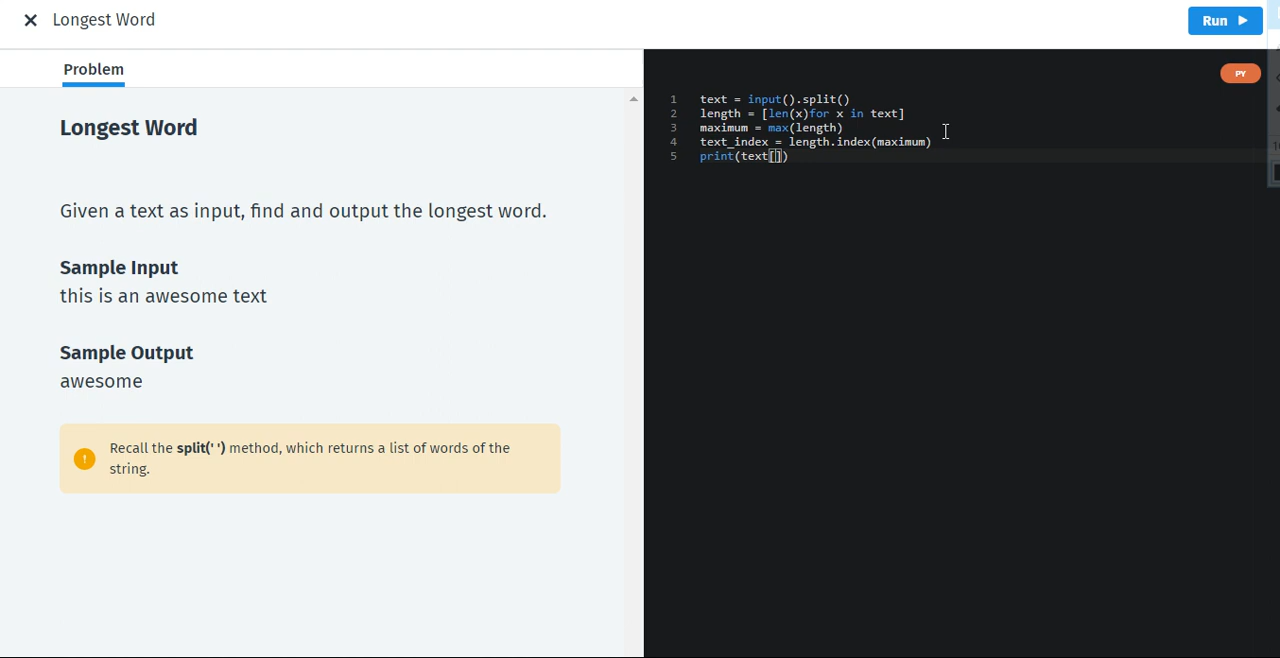 Longest Word
Run
Problem
PY
Longest Word
Given a text as input, find and output the longest word.
Sample Input
this is an awesome text
Sample Output
awesome
! Recall the split(' ') method, which returns a list of words of the
string.
1 text = input().split()
2 length = [len(x)for x in text]
3 maximum = max(length)
4 text_index = length.index(maximum)
5 print(text[])